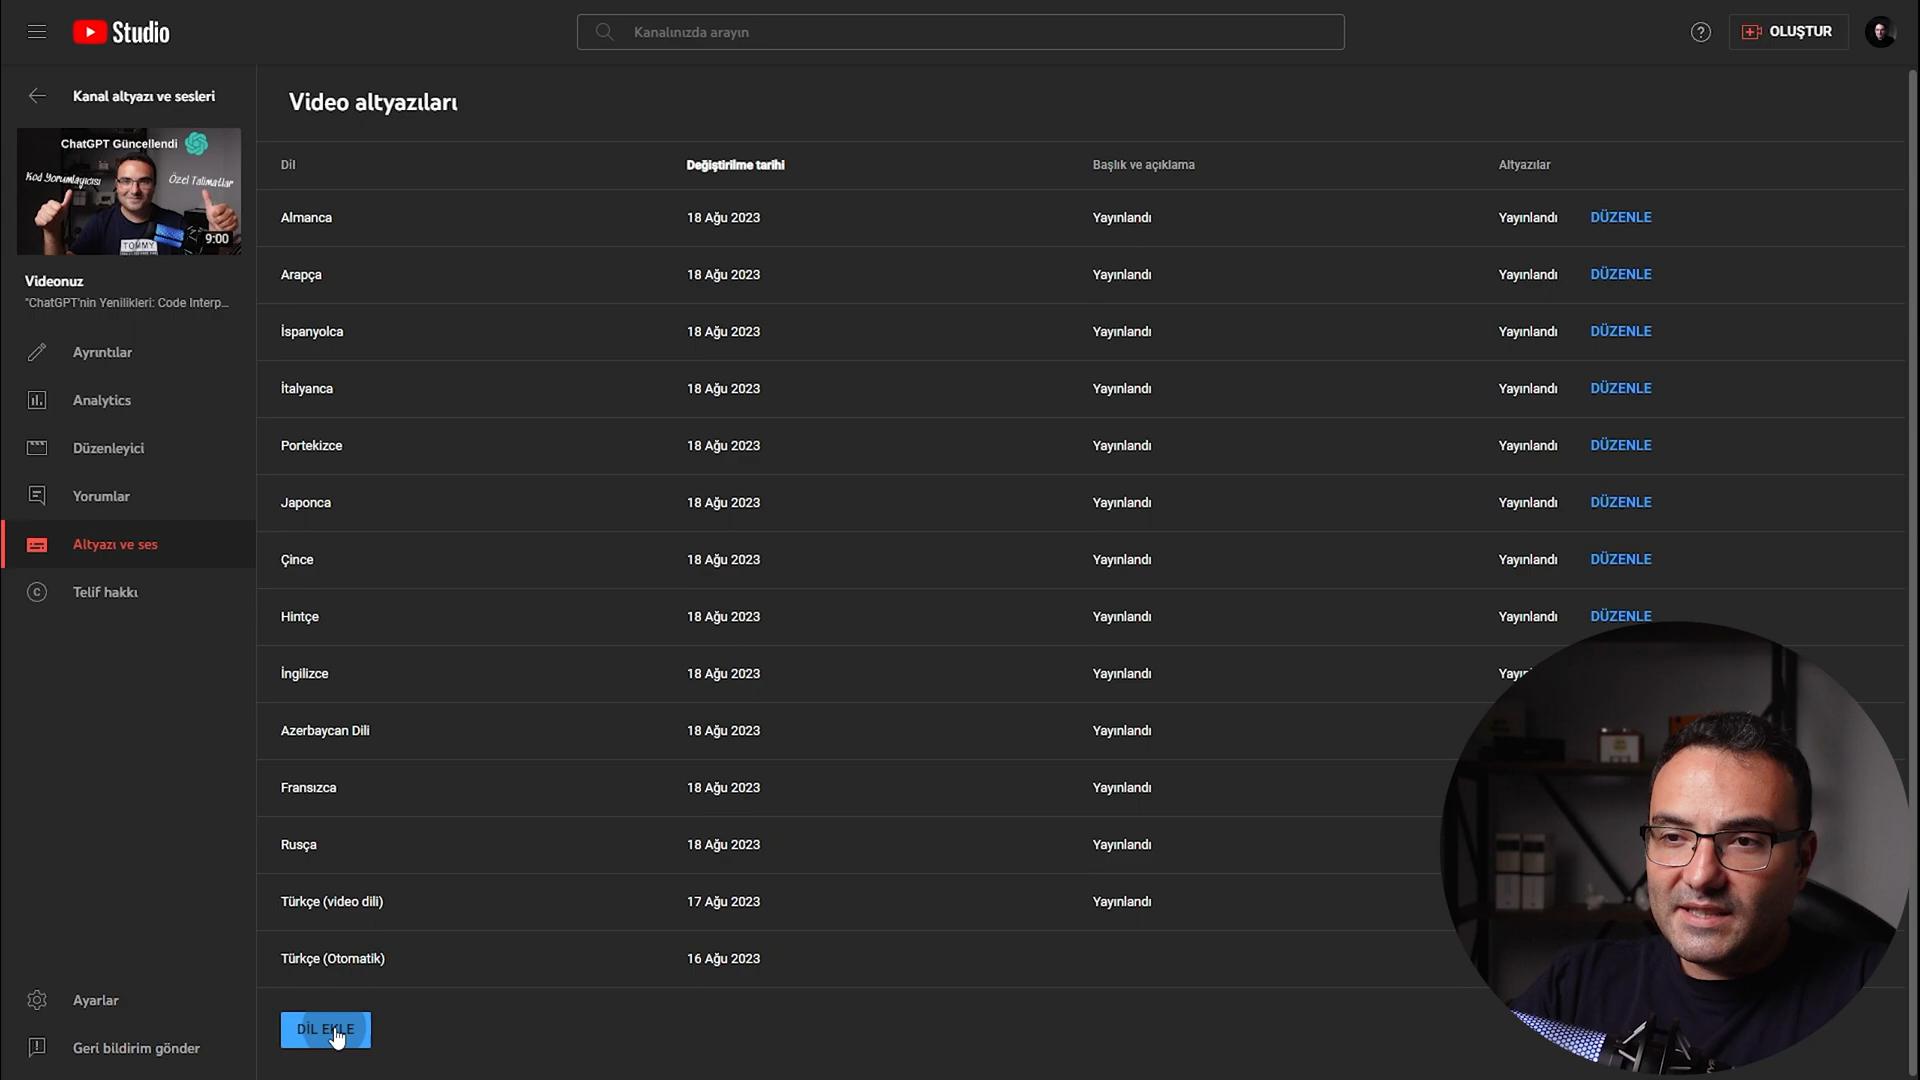 Studio
Kanalınızda arayın
OLUŞTUR
Kanal altyazı ve sesleri
ChatGPT Güncellendi
Kod Yorumlayıcısı
Özel Talimatlar
TOMMY
9:00
Videonuz
"ChatGPT'nin Yenilikleri: Code Interp...
Ayrıntılar
Analytics
Düzenleyici
Yorumlar
Altyazı ve ses
Telif hakkı
Ayarlar
Geri bildirim gönder
Video altyazıları
Dil Değiştirilme tarihi Başlık ve açıklama Altyazılar
Almanca 18 Ağu 2023 Yayınlandı Yayınlandı DÜZENLE
Arapça 18 Ağu 2023 Yayınlandı Yayınlandı DÜZENLE
İspanyolca 18 Ağu 2023 Yayınlandı Yayınlandı DÜZENLE
İtalyanca 18 Ağu 2023 Yayınlandı Yayınlandı DÜZENLE
Portekizce 18 Ağu 2023 Yayınlandı Yayınlandı DÜZENLE
Japonca 18 Ağu 2023 Yayınlandı Yayınlandı DÜZENLE
Çince 18 Ağu 2023 Yayınlandı Yayınlandı DÜZENLE
Hintçe 18 Ağu 2023 Yayınlandı Yayınlandı DÜZENLE
İngilizce 18 Ağu 2023 Yayınlandı
Azerbaycan Dili 18 Ağu 2023 Yayınlandı
Fransızca 18 Ağu 2023 Yayınlandı
Rusça 18 Ağu 2023 Yayınlandı
Türkçe (video dili) 17 Ağu 2023 Yayınlandı
Türkçe (Otomatik) 16 Ağu 2023
DİL EKLE